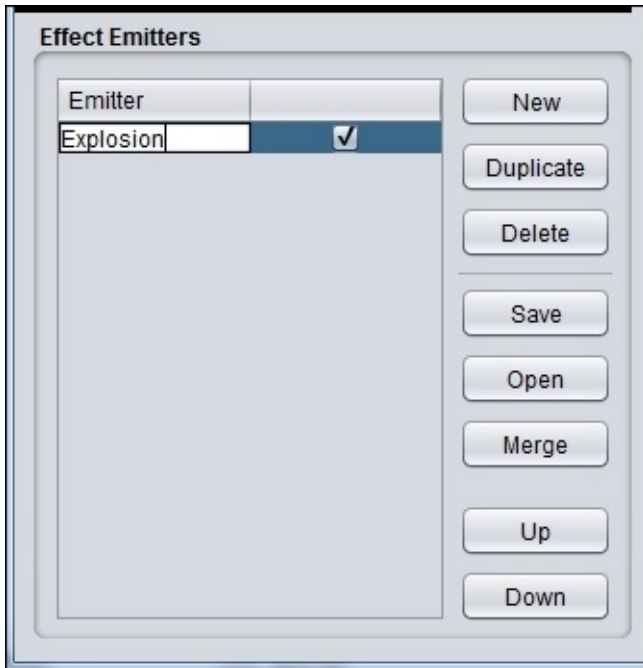 Effect Emitters
Emitter
Explosion
New
Duplicate
Delete
Save
Open
Merge
Up
Down